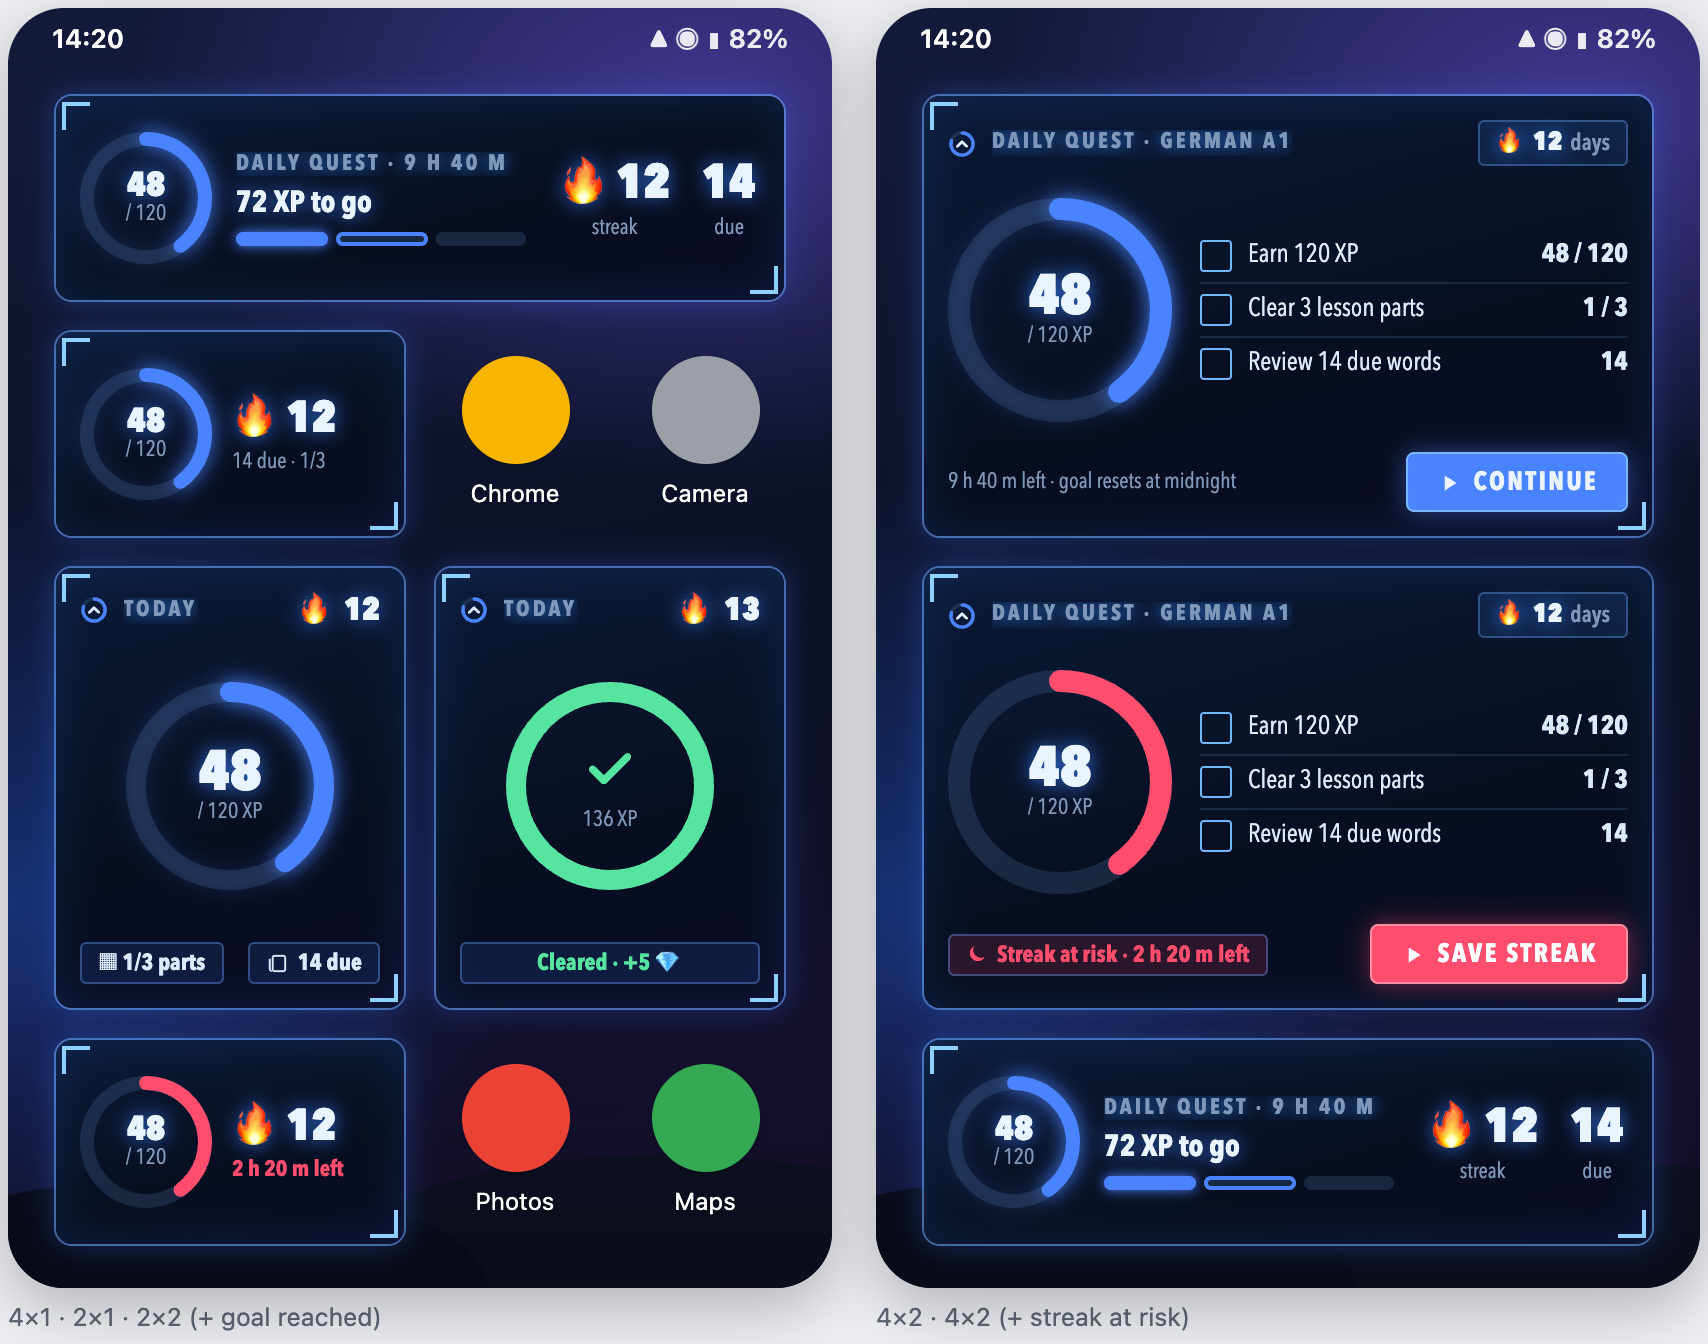 14:20
82%
DAILY QUEST · 9 H 40 M
48
/ 120
72 XP to go
12
streak
14
due
48
/ 120
12
14 due · 1/3
Chrome
Camera
TODAY
12
48
/ 120 XP
1/3 parts
14 due
TODAY
13
136 XP
Cleared · +5
48
/ 120
12
2 h 20 m left
Photos
Maps
4×1 · 2×1 · 2×2 (+ goal reached)
14:20
82%
DAILY QUEST · GERMAN A1
12 days
48
/ 120 XP
Earn 120 XP 48 / 120
Clear 3 lesson parts 1 / 3
Review 14 due words 14
9 h 40 m left · goal resets at midnight
CONTINUE
DAILY QUEST · GERMAN A1
12 days
48
/ 120 XP
Earn 120 XP 48 / 120
Clear 3 lesson parts 1 / 3
Review 14 due words 14
Streak at risk · 2 h 20 m left
SAVE STREAK
DAILY QUEST · 9 H 40 M
48
/ 120
72 XP to go
12
streak
14
due
4×2 · 4×2 (+ streak at risk)